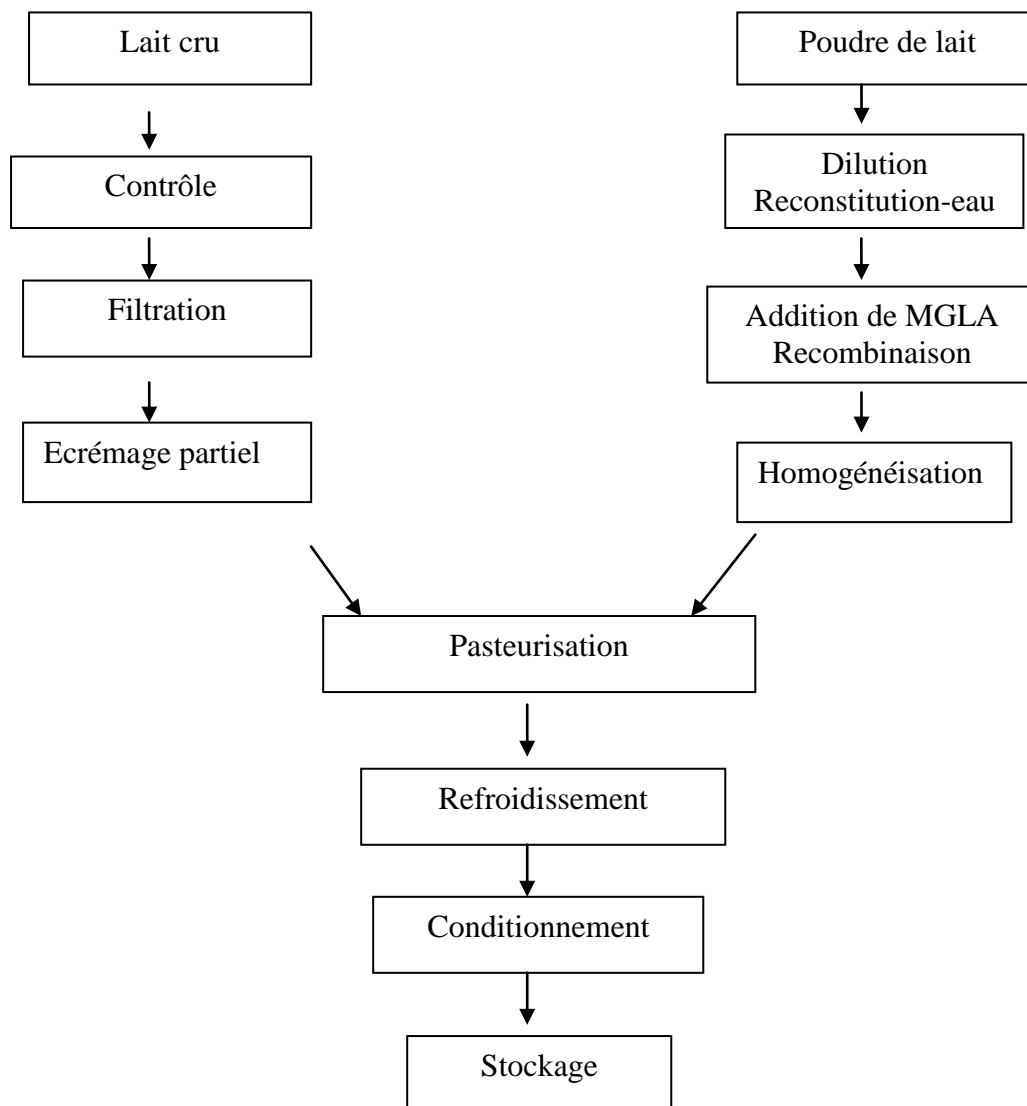 Lait cru
Poudre de lait
Contrôle
Dilution
Reconstitution-eau
Filtration
Addition de MGLA
Recombinaison
Ecrémage partiel
Homogénéisation
Pasteurisation
Refroidissement
Conditionnement
Stockage